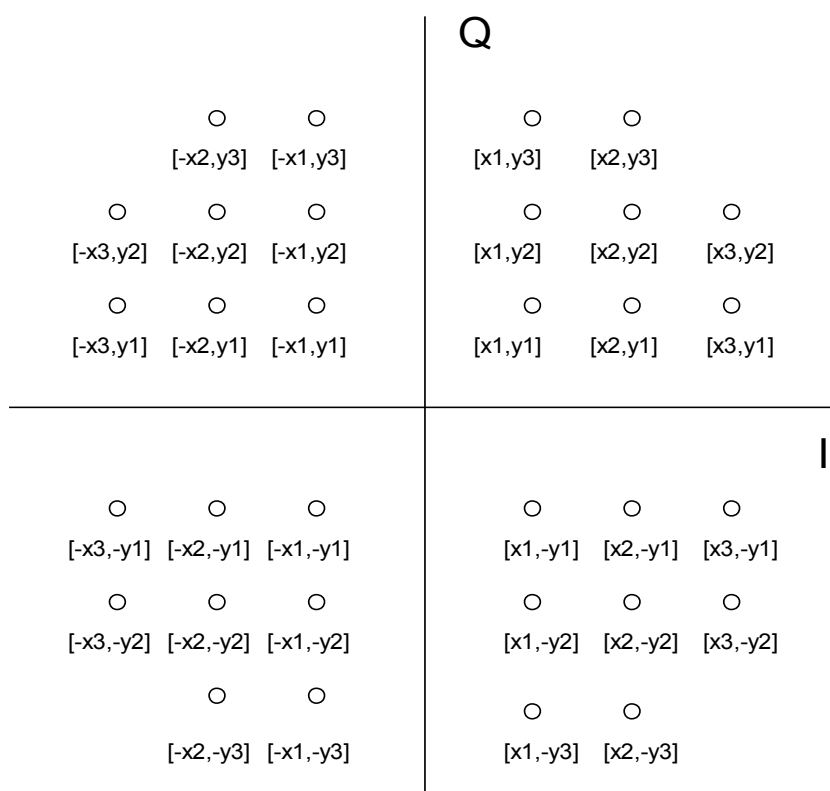 Q
[-x2,y3] [-x1,y3] [x1,y3] [x2,y3]
[-x3,y2] [-x2,y2] [-x1,y2] [x1,y2] [x2,y2] [x3,y2]
[-x3,y1] [-x2,y1] [-x1,y1] [x1,y1] [x2,y1] [x3,y1]
I
[-x3,-y1] [-x2,-y1] [-x1,-y1] [x1,-y1] [x2,-y1] [x3,-y1]
[-x3,-y2] [-x2,-y2] [-x1,-y2] [x1,-y2] [x2,-y2] [x3,-y2]
[-x2,-y3] [-x1,-y3] [x1,-y3] [x2,-y3]